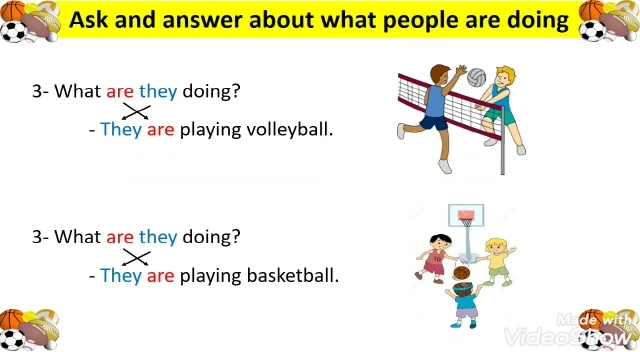 Ask and answer about what people are doing
3- What are they doing?
- They are playing volleyball.
3- What are they doing?
- They are playing basketball.
10
Made with
VideoShow